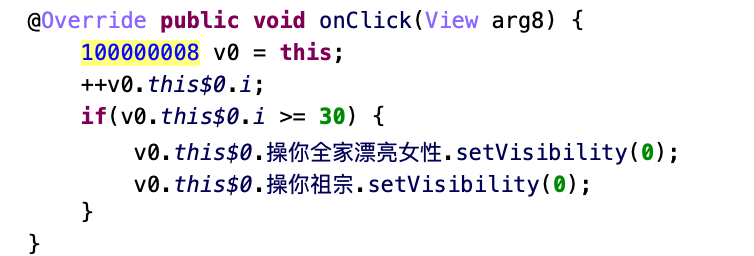 @Override public void onClick(View arg8) {
100000008 v0 = this;
++v0.this$0.i;
if(v0.this$0.i >= 30) {
v0.this$0.操你全家漂亮女性.setVisibility(0);
v0.this$0.操你祖宗.setVisibility(0);
}
}